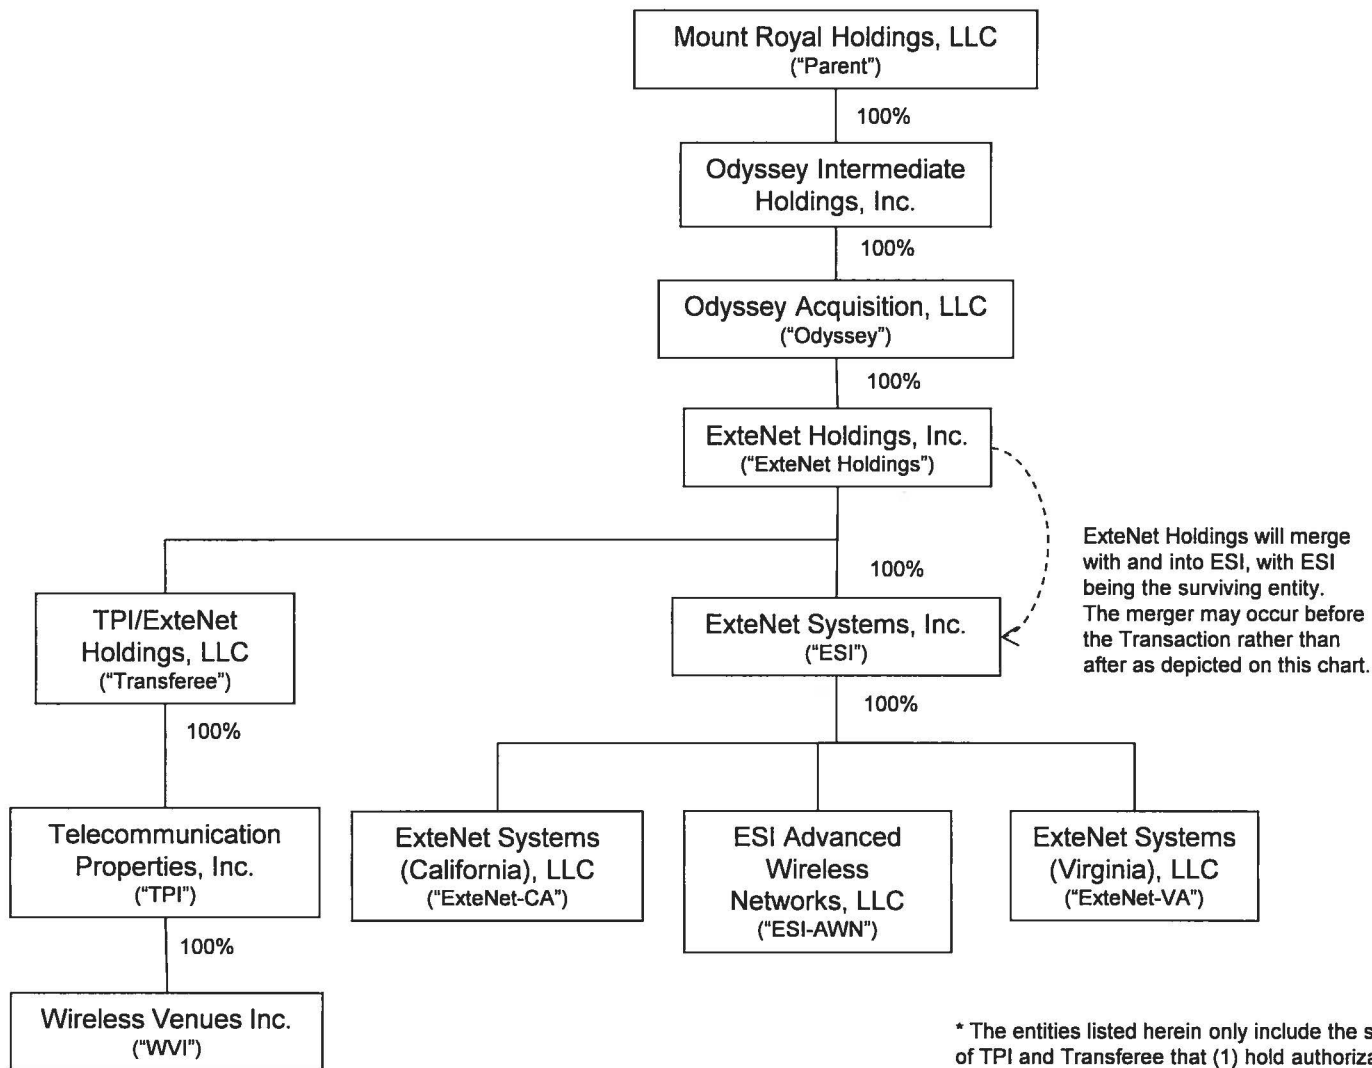 Mount Royal Holdings, LLC
("Parent")
100%
Odyssey Intermediate
Holdings, Inc.
100%
Odyssey Acquisition, LLC
("Odyssey")
100%
ExteNet Holdings, Inc.
("ExteNet Holdings")
ExteNet Holdings will merge
with and into ESI, with ESI
being the surviving entity.
The merger may occur before
the Transaction rather than
after as depicted on this chart.
100%
TPI/ExteNet
Holdings, LLC
("Transferee")
ExteNet Systems, Inc.
("ESI")
100%
100%
Telecommunication
Properties, Inc.
("TPI")
ExteNet Systems
(California), LLC
("ExteNet-CA")
ESI Advanced
Wireless
Networks, LLC
("ESI-AWN")
ExteNet Systems
(Virginia), LLC
("ExteNet-VA")
100%
Wireless Venues Inc.
("WVI")
* The entities listed herein only include the
of TPI and Transferee that (1) hold